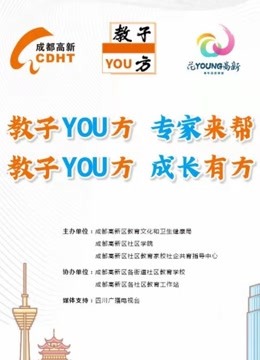 成都高新
CDHT
教子
YOU方
花YOUNG高新
教子YOU方 专家来帮
教子YOU方 成长有方
主办单位：成都高新区教育文化和卫生健康局
成都高新区社区学院
成都高新区社区教育家校社共育指导中心
协办单位：成都高新区各街道社区教育学校
成都高新区各社区教育工作站
媒体支持：四川广播电视台